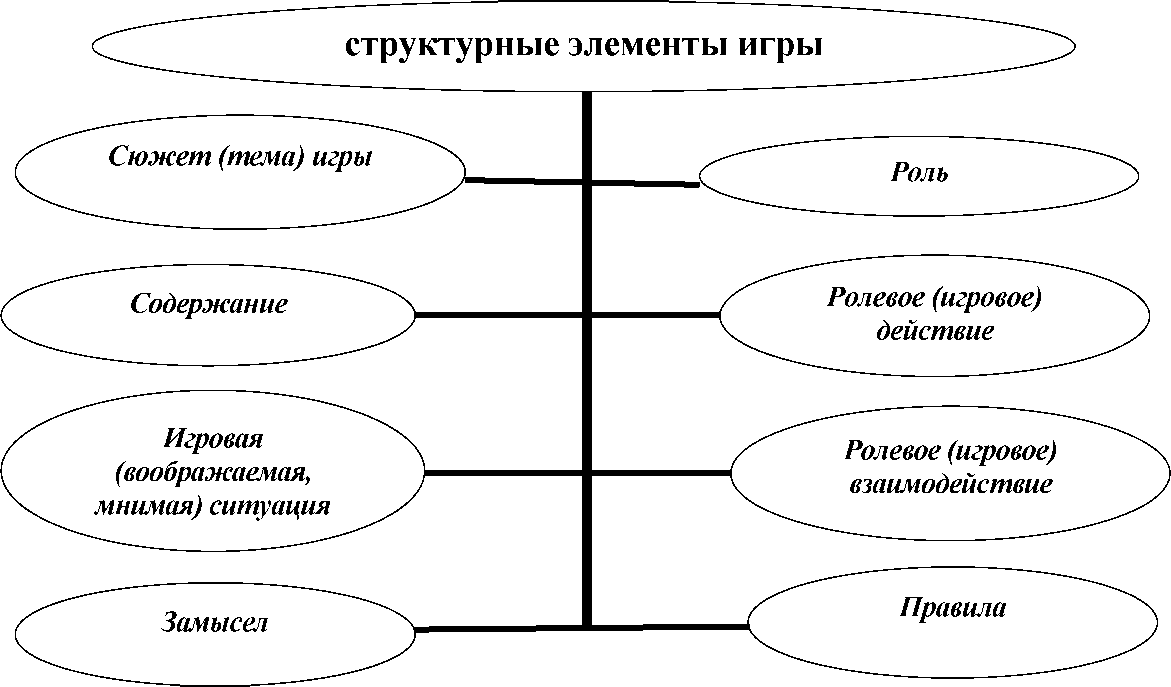 структурные элементы игры
Сюжет (тема) игры
Роль
Содержание
Ролевое (игровое)
действие
Игровая
(воображаемая,
мнимая) ситуация
Ролевое (игровое)
взаимодействие
Замысел
Правила